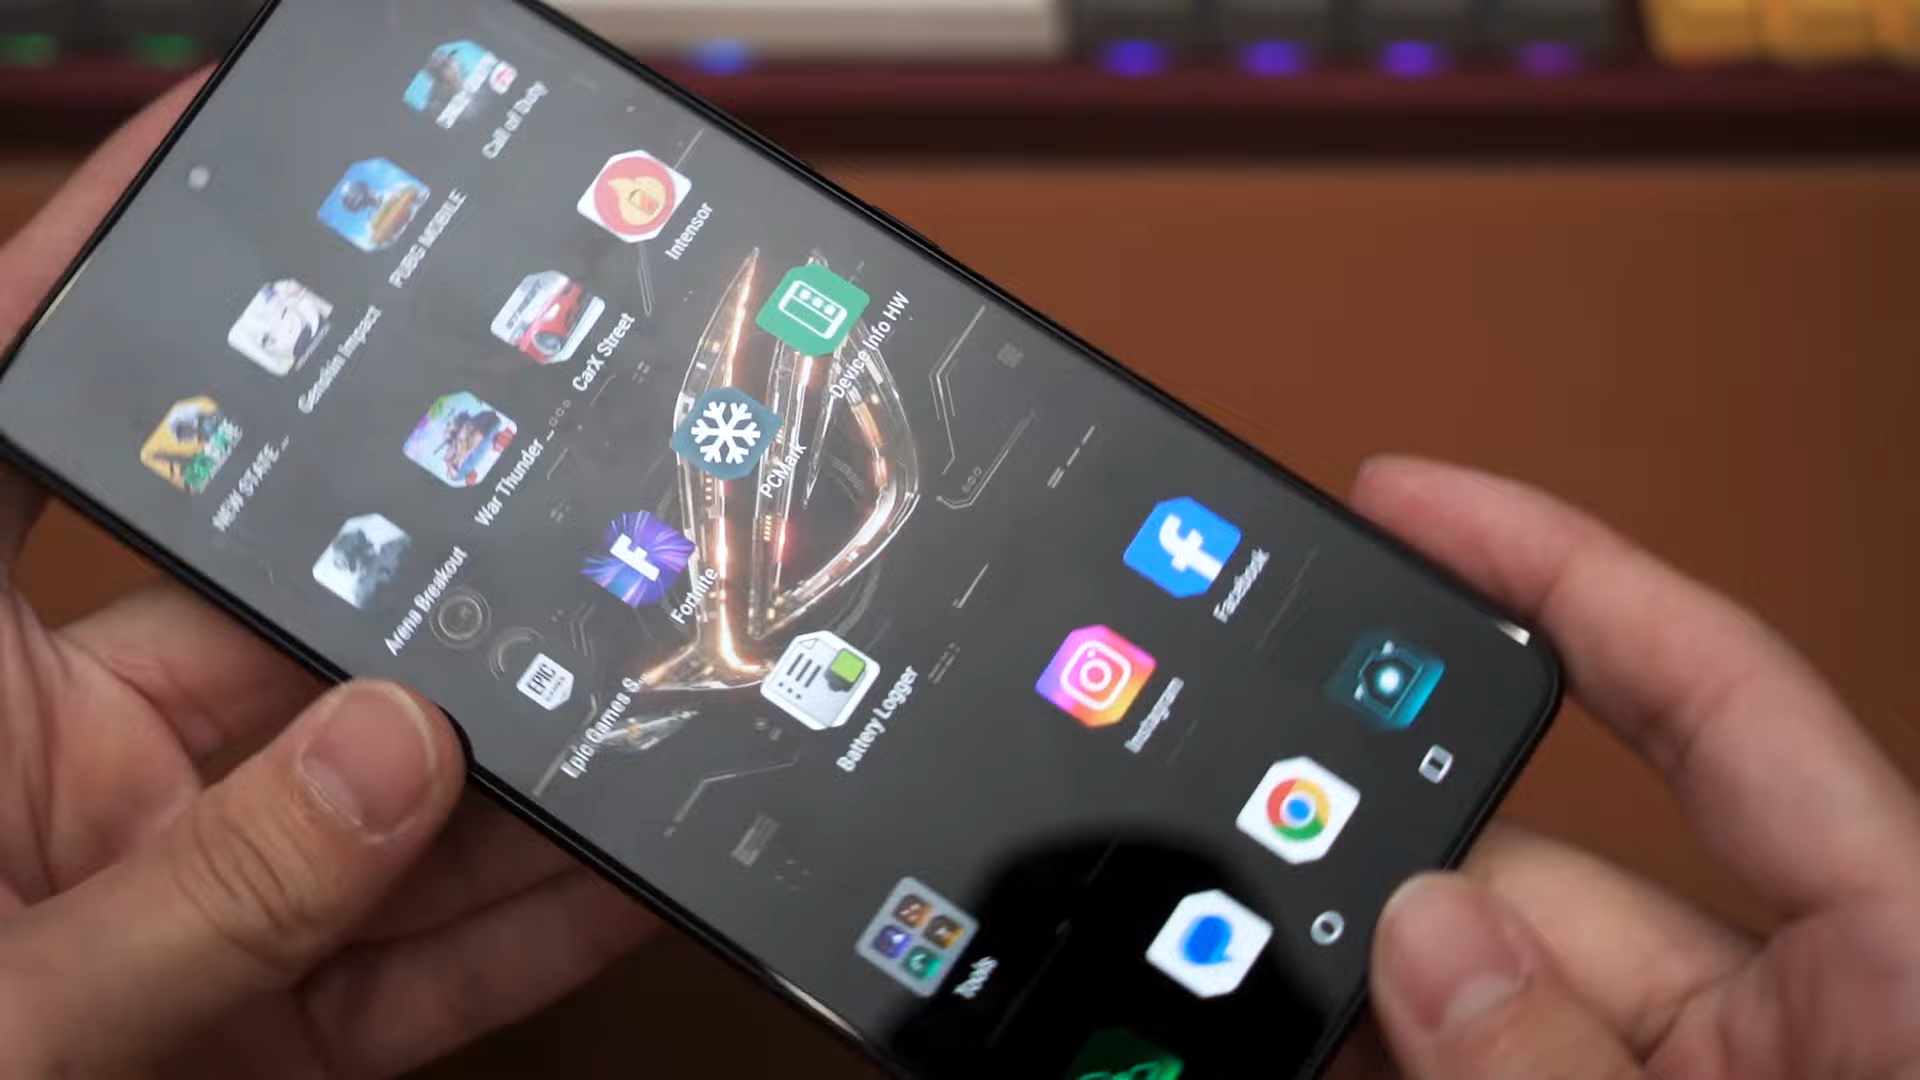 NEW STATE ...
Genshin Impact
PUBG MOBILE
Call of Duty
Arena Breakout
War Thunder ...
CarX Street
Intensor
EPIC
Epic Games S...
F
Fortnite
PCMark
Device Info HW
Battery Logger
Tools
Instagram
f
Facebook